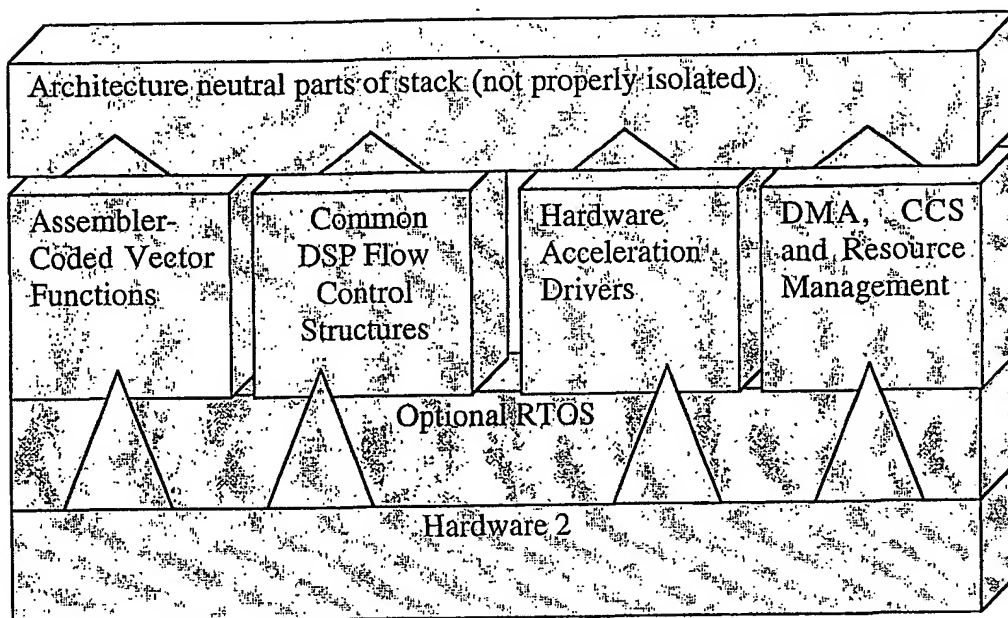 Architecture neutral parts of stack (not properly isolated)
Assembler-
Coded Vector
Functions
Common
DSP Flow
Control
Structures
Hardware
Acceleration
Drivers
DMA, CCS
and Resource
Management
Optional RTOS
Hardware 2